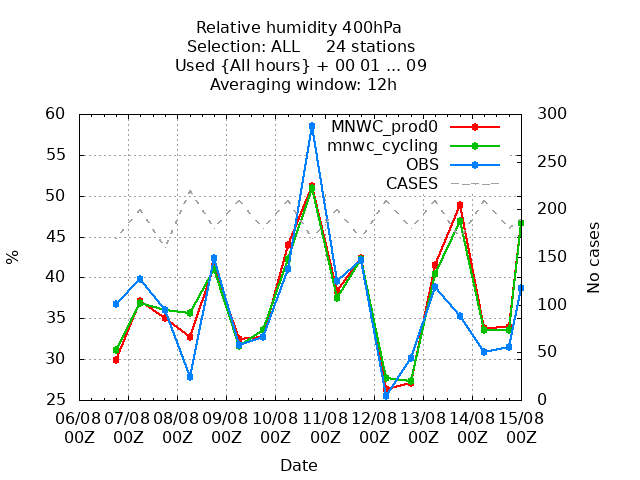 Relative humidity 400hPa
Selection: ALL 24 stations
Used {All hours} + 00 01 ... 09
Averaging window: 12h
60
55
50
45
40
35
30
25
300
250
200
150
100
50
0
MNWC_prod0
mnwc_cycling
OBS
CASES
%
No cases
06/08 07/08 08/08 09/08 10/08 11/08 12/08 13/08 14/08 15/08
00Z 00Z 00Z 00Z 00Z 00Z 00Z 00Z 00Z 00Z
Date